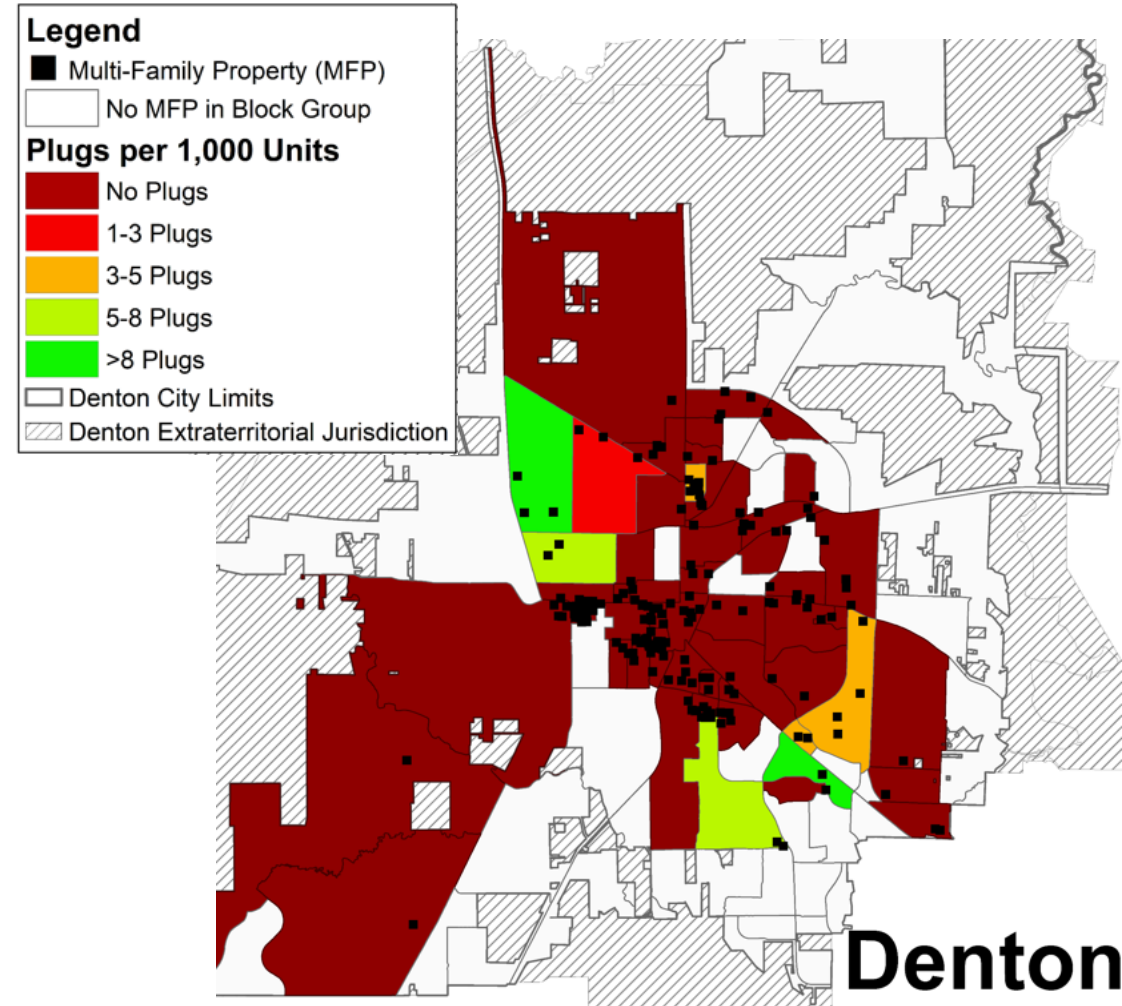 Legend
Multi-Family Property (MFP)
No MFP in Block Group
Plugs per 1,000 Units
No Plugs
1-3 Plugs
3-5 Plugs
5-8 Plugs
>8 Plugs
Denton City Limits
Denton Extraterritorial Jurisdiction
Denton